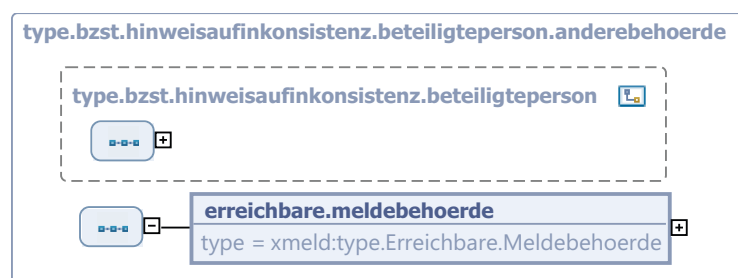 type.bzst.hinweisaufinkonsistenz.beteiligteperson.anderebehoerde
type.bzst.hinweisaufinkonsistenz.beteiligteperson
erreichbare.meldebehoerde
type = xmeld:type.Erreichbare.Meldebehoerde